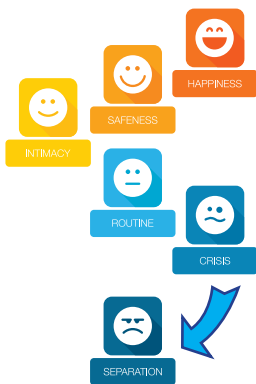 HAPPINESS
SAFENESS
INTIMACY
ROUTINE
CRISIS
SEPARATION